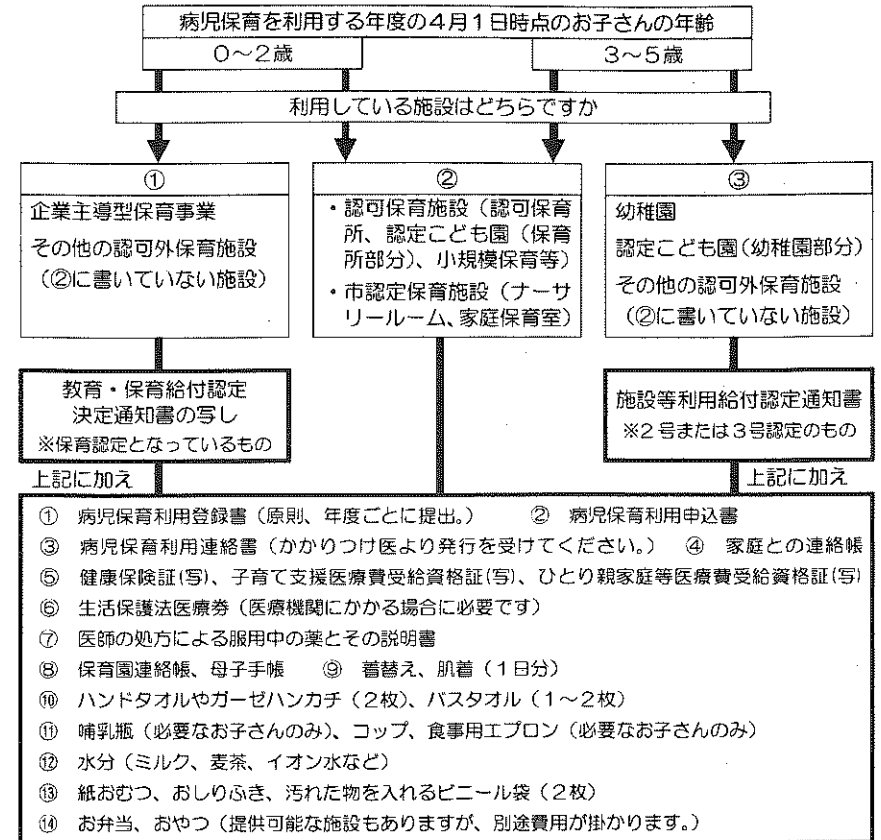 病児保育を利用する年度の4月1日時点のお子さんの年齢
0～2歳
3～5歳
利用している施設はどちらですか
①
企業主導型保育事業
その他の認可外保育施設
（②に書いていない施設）
②
・認可保育施設（認可保育
所、認定こども園（保育
所部分）、小規模保育等）
・市認定保育施設（ナーサ
リールーム、家庭保育室）
③
幼稚園
認定こども園（幼稚園部分）
その他の認可外保育施設
（②に書いていない施設）
教育・保育給付認定
決定通知書の写し
※保育認定となっているもの
施設等利用給付認定通知書
※2号または3号認定のもの
上記に加え
上記に加え
① 病児保育利用登録書（原則、年度ごとに提出。） ② 病児保育利用申込書
③ 病児保育利用連絡書（かかりつけ医より発行を受けてください。） ④ 家庭との連絡帳
⑤ 健康保険証(写)、子育て支援医療費受給資格証(写)、ひとり親家庭等医療費受給資格証(写)
⑥ 生活保護法医療券（医療機関にかかる場合に必要です）
⑦ 医師の処方による服用中の薬とその説明書
⑧ 保育園連絡帳、母子手帳 ⑨ 着替え、肌着（1日分）
⑩ ハンドタオルやガーゼハンカチ（2枚）、バスタオル（1～2枚）
⑪ 哺乳瓶（必要なお子さんのみ）、コップ、食事用エプロン（必要なお子さんのみ）
⑫ 水分（ミルク、麦茶、イオン水など）
⑬ 紙おむつ、おしりふき、汚れた物を入れるビニール袋（2枚）
⑭ お弁当、おやつ（提供可能な施設もありますが、別途費用が掛かります。）